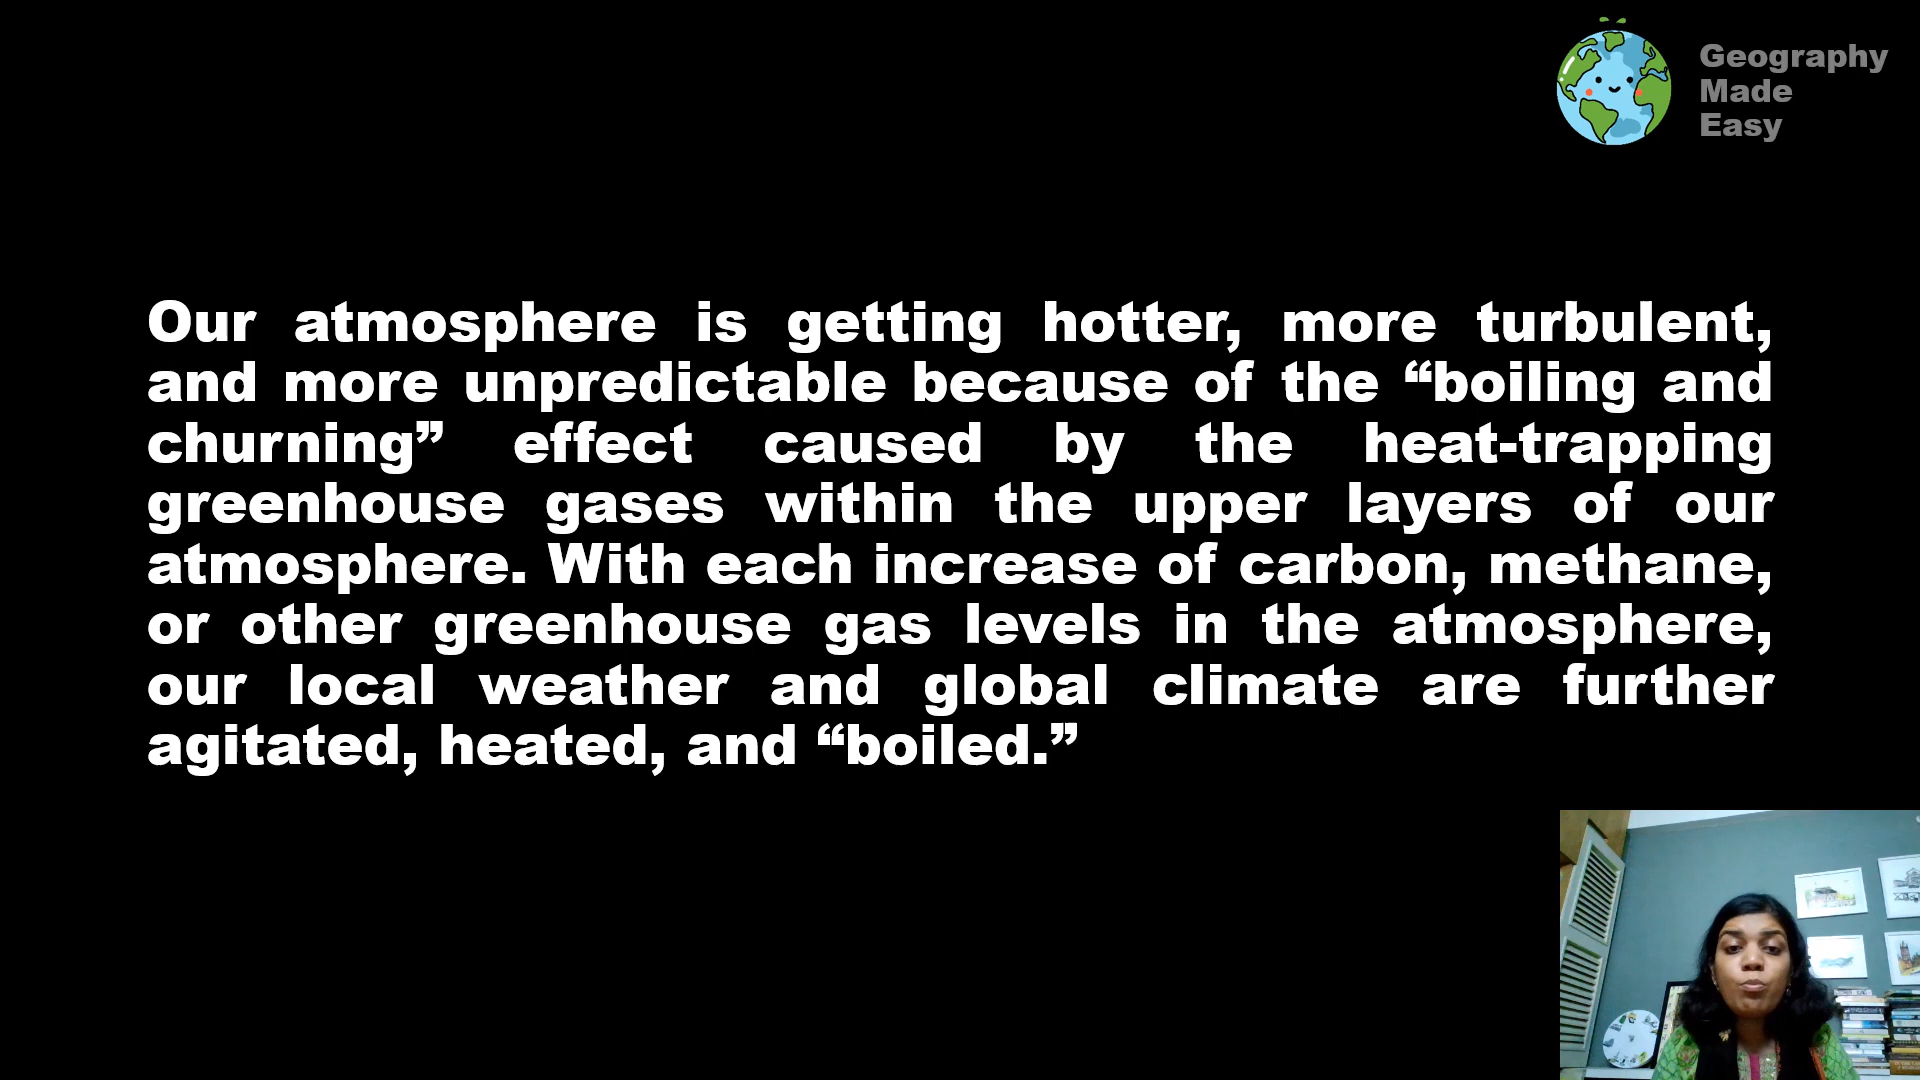 Geography
Made
Easy
Our atmosphere is getting hotter, more turbulent,
and more unpredictable because of the “boiling and
churning” effect caused by the heat-trapping
greenhouse gases within the upper layers of our
atmosphere. With each increase of carbon, methane,
or other greenhouse gas levels in the atmosphere,
our local weather and global climate are further
agitated, heated, and “boiled.”